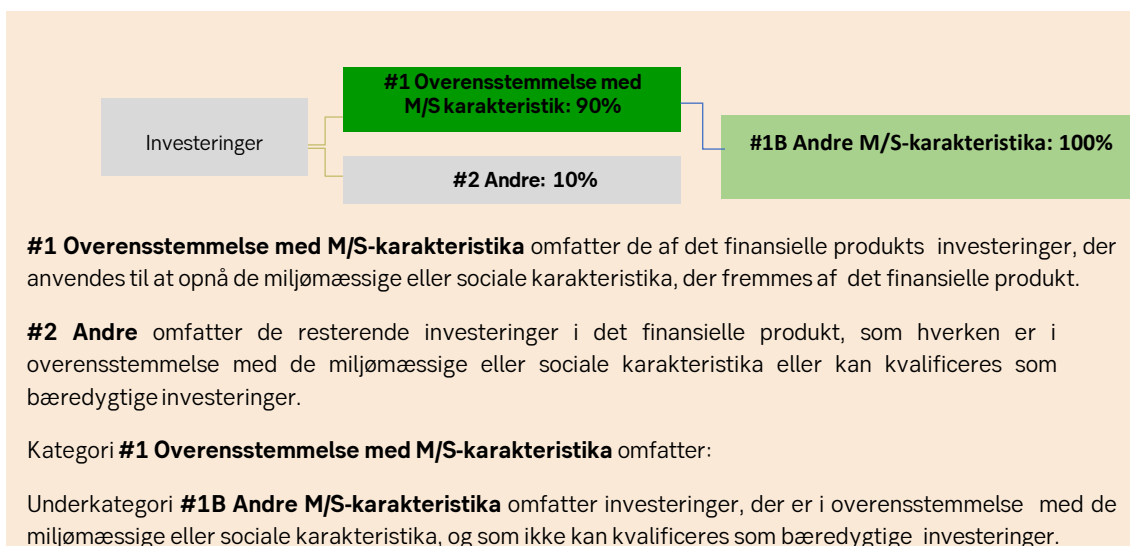 #1 Overensstemmelse med
M/S karakteristik: 90%
Investeringer
#1B Andre M/S-karakteristika: 100%
#2 Andre: 10%
#1 Overensstemmelse med M/S-karakteristika omfatter de af det finansielle produkts investeringer, der
anvendes til at opnå de miljømæssige eller sociale karakteristika, der fremmes af det finansielle produkt.
#2 Andre omfatter de resterende investeringer i det finansielle produkt, som hverken er i
overensstemmelse med de miljømæssige eller sociale karakteristika eller kan kvalificeres som
bæredygtige investeringer.
Kategori #1 Overensstemmelse med M/S-karakteristika omfatter:
Underkategori #1B Andre M/S-karakteristika omfatter investeringer, der er i overensstemmelse med de
miljømæssige eller sociale karakteristika, og som ikke kan kvalificeres som bæredygtige investeringer.